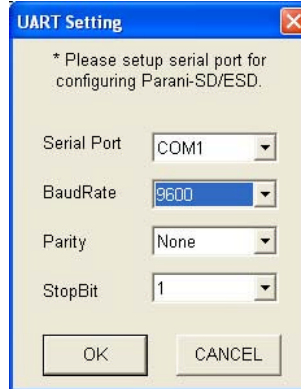 UART Setting
* Please setup serial port for
configuring Parani-SD/ESD.
Serial Port COM1
BaudRate 9600
Parity None
StopBit 1
OK CANCEL